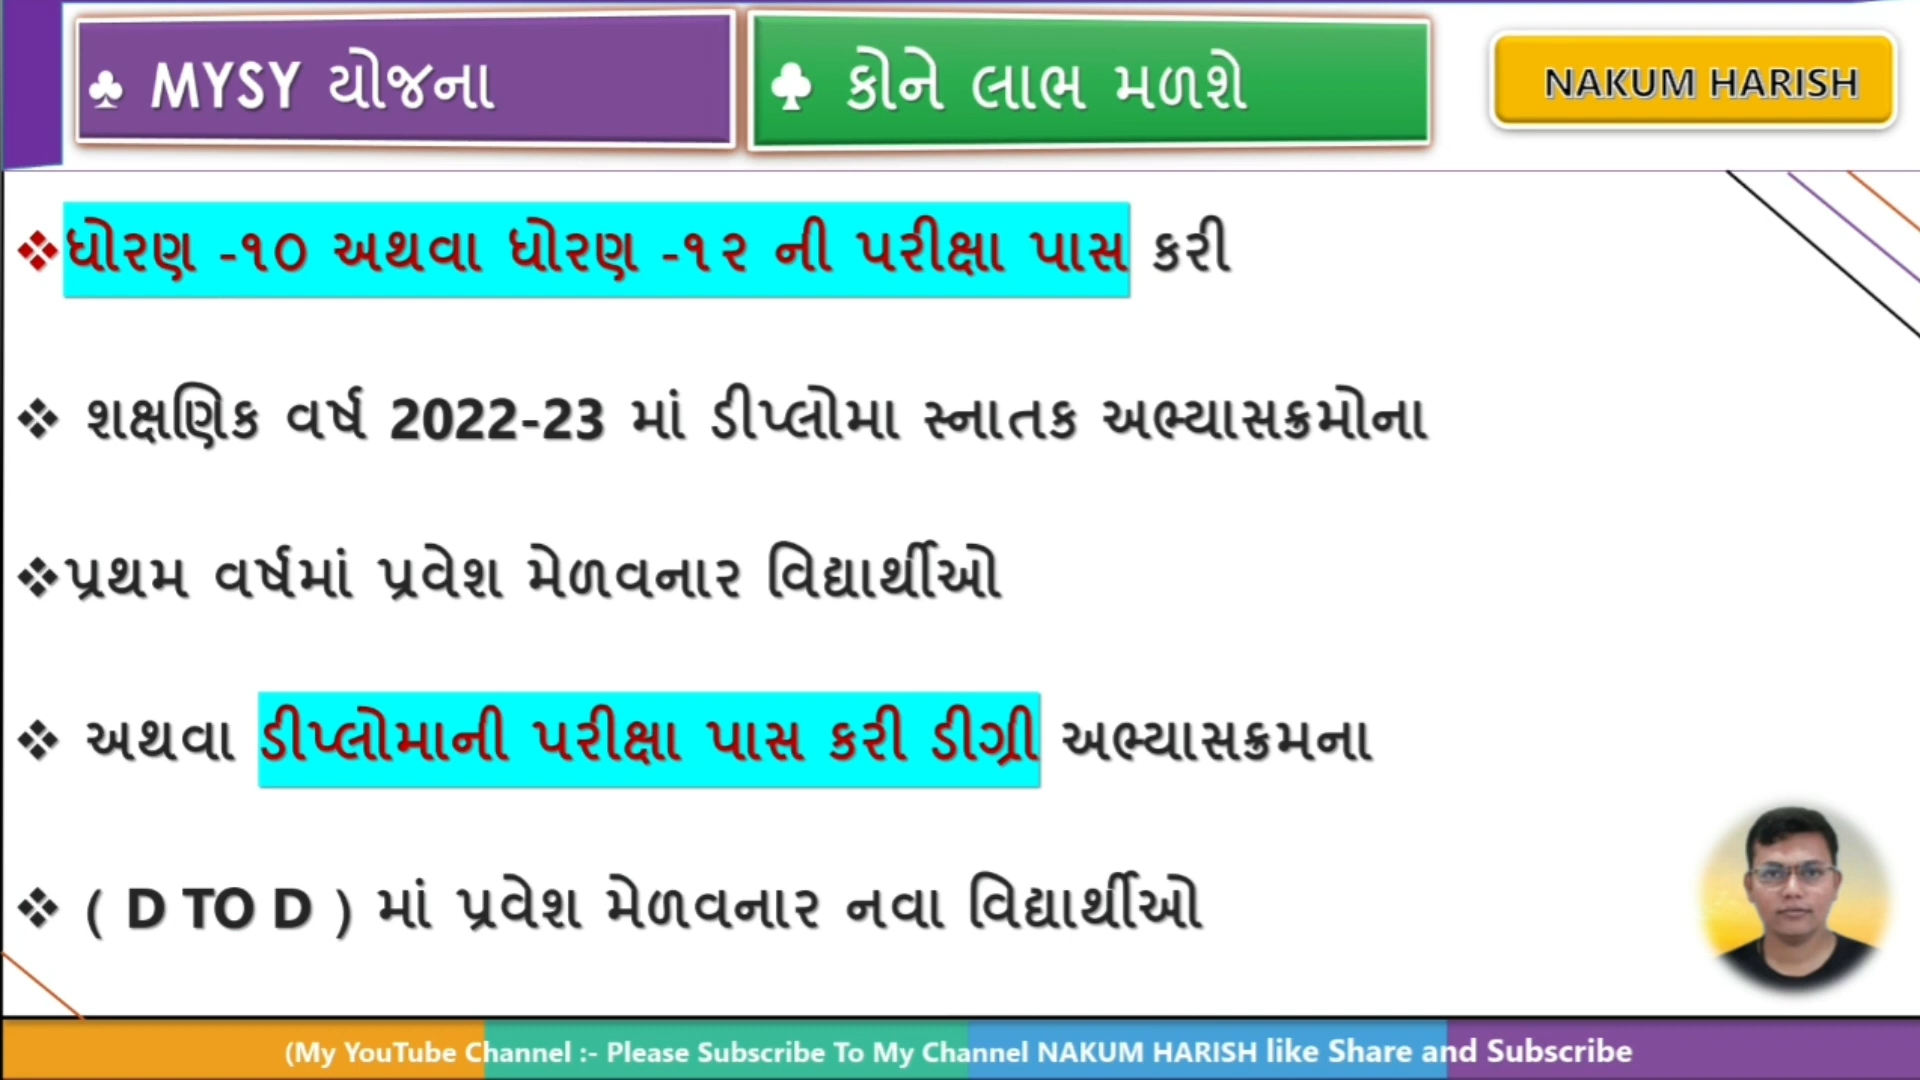 ♣ MYSY યોજના
♣ કોને લાભ મળશે
NAKUM HARISH
❖ધોરણ -૧૦ અથવા ધોરણ -૧૨ ની પરીક્ષા પાસ કરી
❖ શક્ષણિક વર્ષ 2022-23 માં ડીપ્લોમા સ્નાતક અભ્યાસક્રમોના
❖પ્રથમ વર્ષમાં પ્રવેશ મેળવનાર વિદ્યાર્થીઓ
❖ અથવા ડીપ્લોમાની પરીક્ષા પાસ કરી ડીગ્રી અભ્યાસક્રમના
❖ ( D TO D ) માં પ્રવેશ મેળવનાર નવા વિદ્યાર્થીઓ
(My YouTube Channel :- Please Subscribe To My Channel NAKUM HARISH like Share and Subscribe